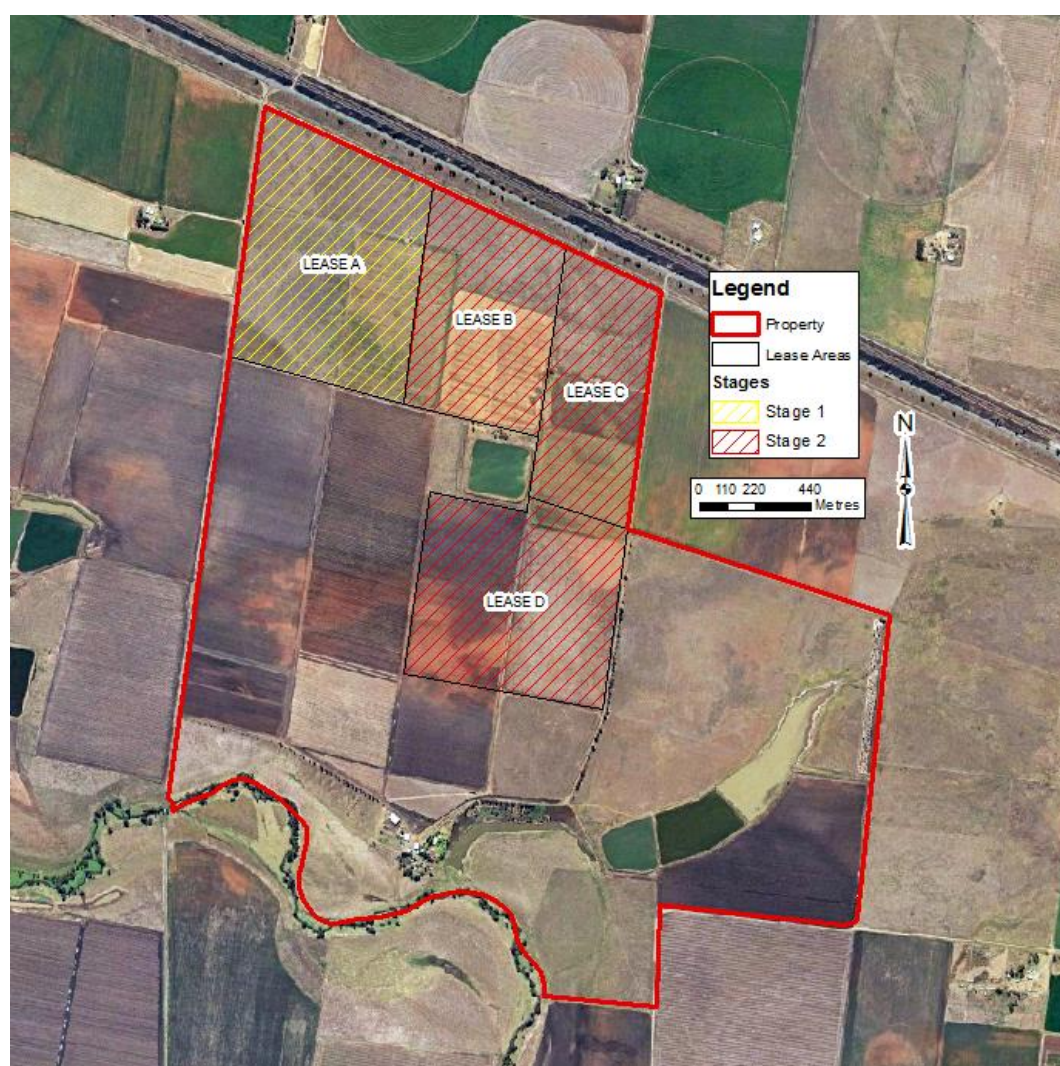 LEASE A
LEASE B
LEASE C
LEASE D
Legend
Property
Lease Areas
Stages
Stage 1
Stage 2
N
0 110 220 440
Metres